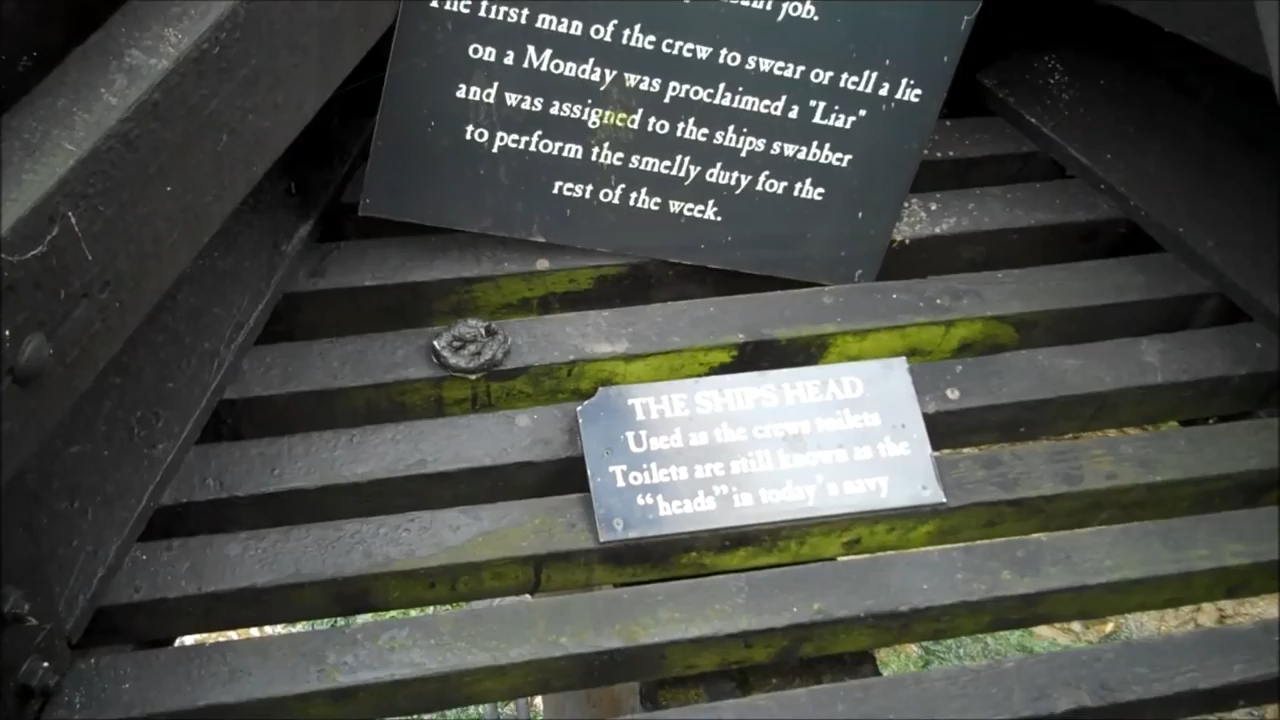 job.
The first man of the crew to swear or tell a lie
on a Monday was proclaimed a "Liar"
and was assigned to the ships swabber
to perform the smelly duty for the
rest of the week.
THE SHIPS HEAD
Used as the crews toilets
Toilets are still known as the
“heads” in today's navy